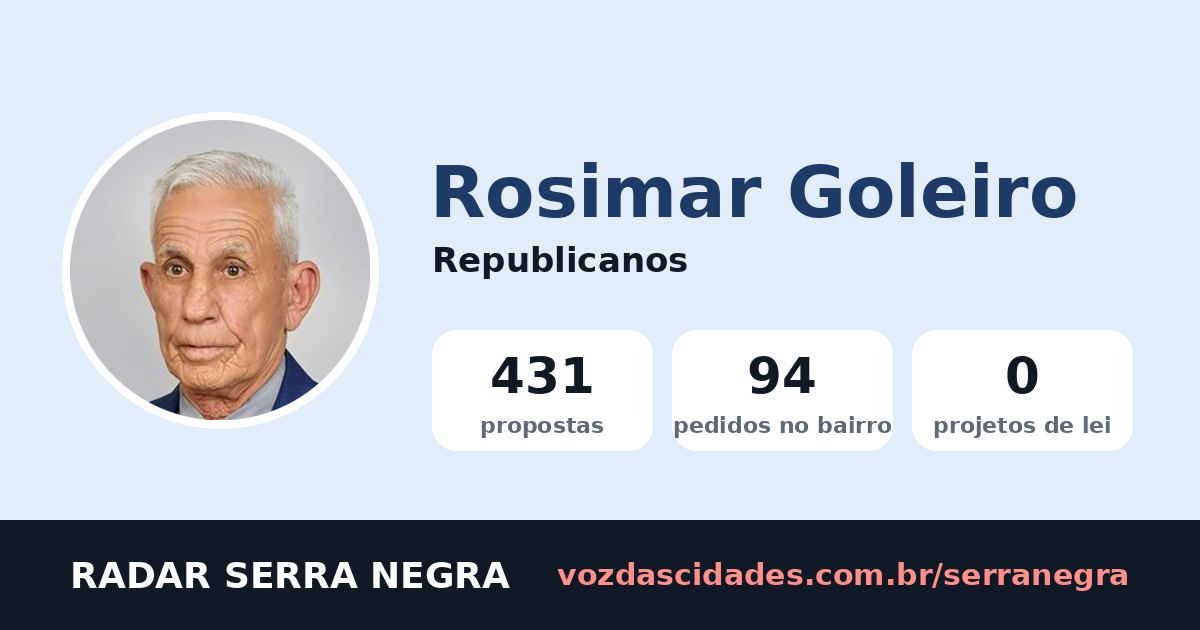 Rosimar Goleiro
Republicanos
431
propostas
94
pedidos no bairro
0
projetos de lei
RADAR SERRA NEGRA
vozdascidades.com.br/serranegra